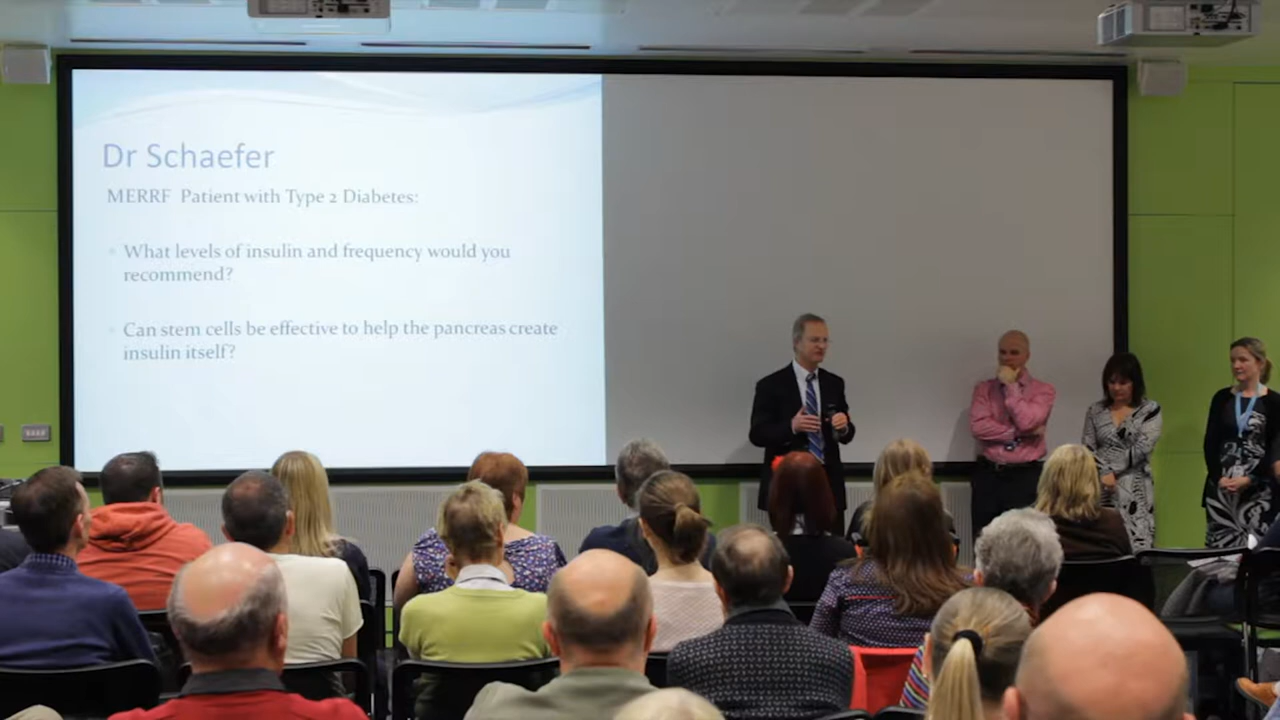 Dr Schaefer
MERRF Patient with Type 2 Diabetes:
What levels of insulin and frequency would you
recommend?
Can stem cells be effective to help the pancreas create
insulin itself?